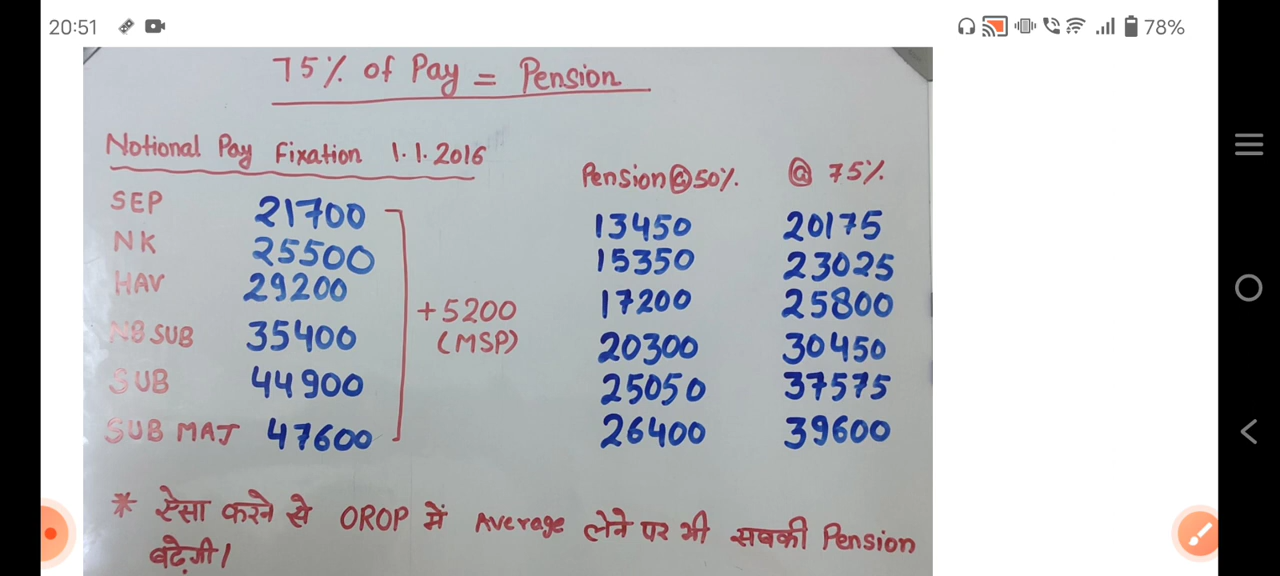 20:51
78%
75% of Pay = Pension
Notional Pay Fixation 1.1.2016
Pension@50%. @ 75%
SEP 21700 13450 20175
NK 25500 15350 23025
HAV 29200 17200 25800
+5200
(MSP)
NB SUB 35400 20300 30450
SUB 44900 25050 37575
SUB MAJ 47600 26400 39600
* ऐसा करने से OROP में Average लेने पर भी सबकी Pension
बढ़ेगी।